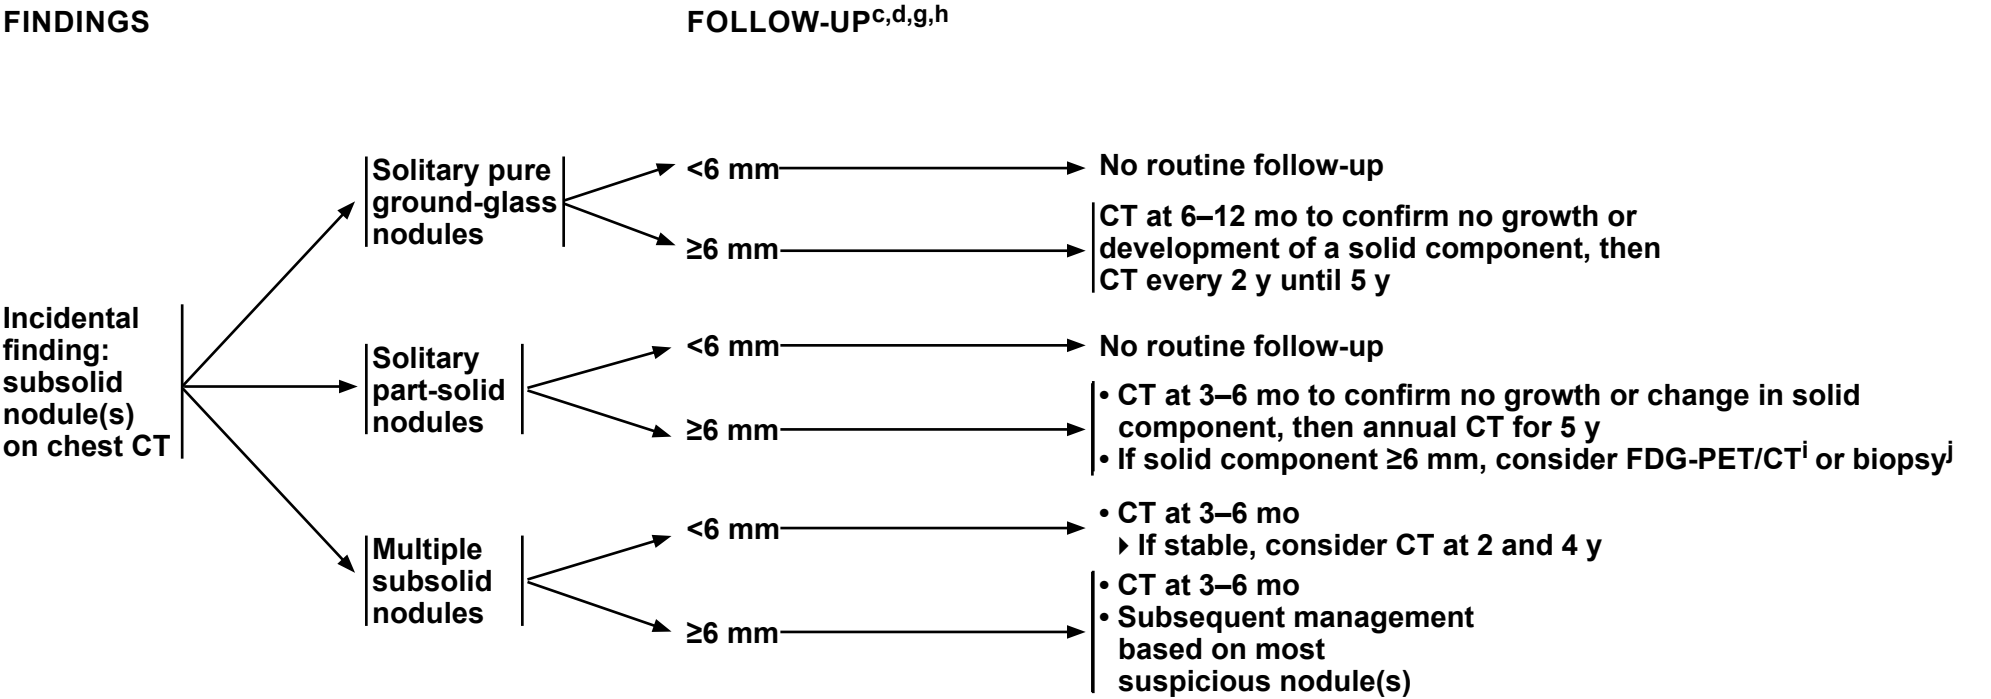 FINDINGS
FOLLOW-UPc,d,g,h
Incidental
finding:
subsolid
nodule(s)
on chest CT
Solitary pure
ground-glass
nodules
<6 mm
No routine follow-up
≥6 mm
CT at 6–12 mo to confirm no growth or
development of a solid component, then
CT every 2 y until 5 y
Solitary
part-solid
nodules
<6 mm
No routine follow-up
≥6 mm
• CT at 3–6 mo to confirm no growth or change in solid
component, then annual CT for 5 y
• If solid component ≥6 mm, consider FDG-PET/CTi or biopsyj
Multiple
subsolid
nodules
<6 mm
• CT at 3–6 mo
▸ If stable, consider CT at 2 and 4 y
≥6 mm
• CT at 3–6 mo
• Subsequent management
based on most
suspicious nodule(s)